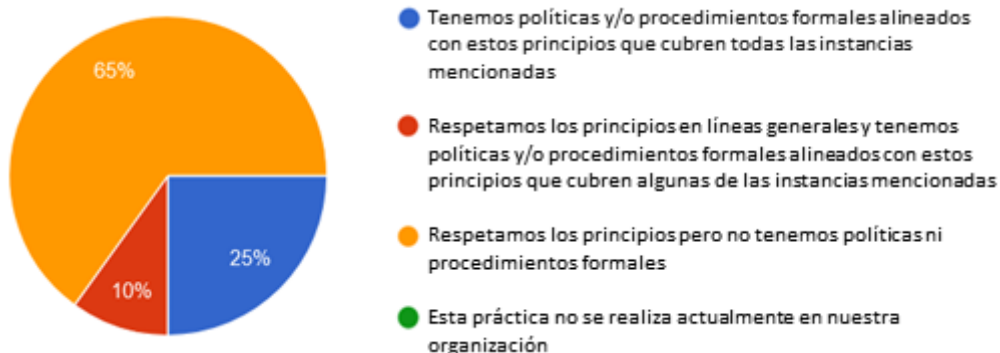 65%
25%
10%
Tenemos políticas y/o procedimientos formales alineados
con estos principios que cubren todas las instancias
mencionadas
Respetamos los principios en líneas generales y tenemos
políticas y/o procedimientos formales alineados con estos
principios que cubren algunas de las instancias mencionadas
Respetamos los principios pero no tenemos políticas ni
procedimientos formales
Esta práctica no se realiza actualmente en nuestra
organización